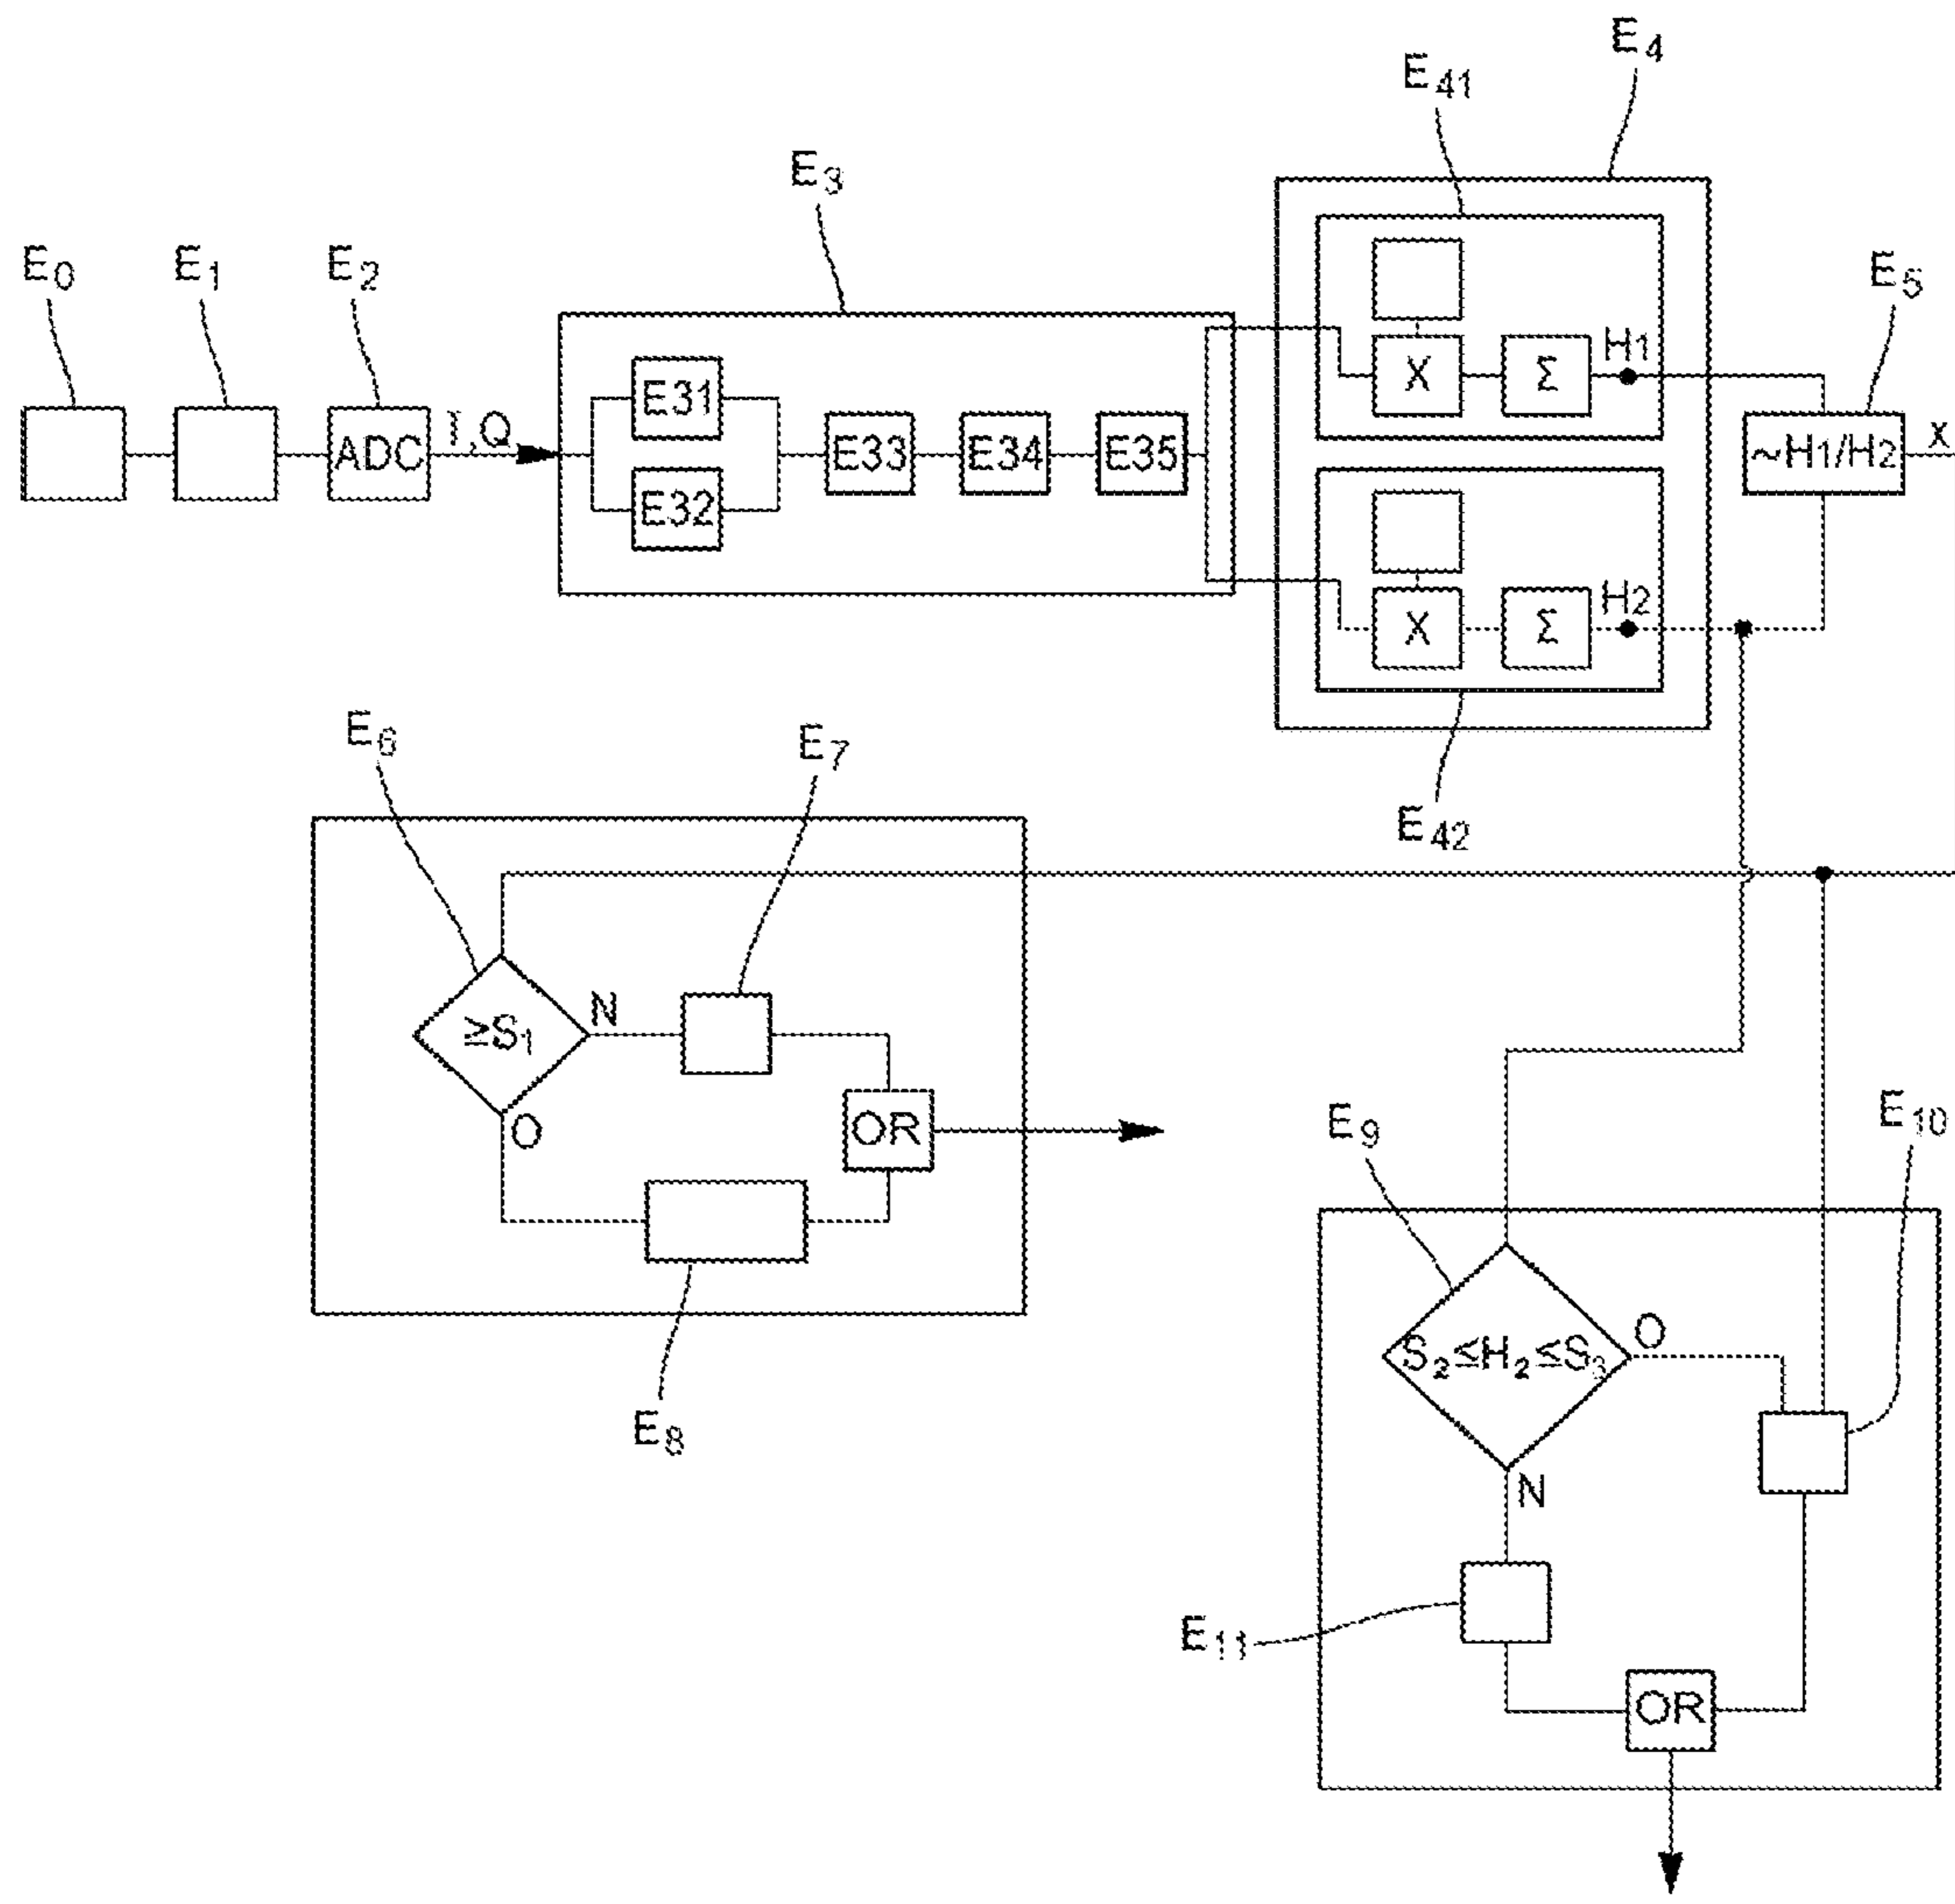 E4
E41
E3
E0
E1
E2
E5
H1
X
Σ
E31
ADC
T,Q
E33
E34
E35
~H1/H2
x
E32
H2
X
Σ
E6
E7
E42
N
≥S1
O
OR
E10
E9
O
S2≤H2≤S3
E8
N
E11
OR